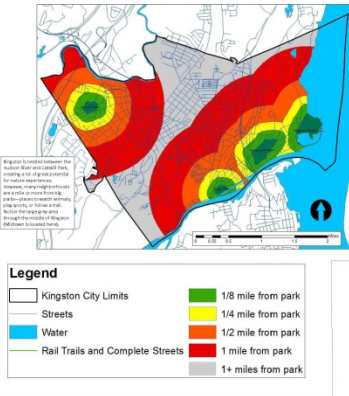 Kingston is nestled between the
Hudson River and Catskill Park,
creating a lot of great potential
for nature experiences.
However, many neighborhoods
are a mile or more from big
parks—places to watch animals,
play sports, or follow a trail.
Notice the large gray area
through the middle of Kingston
(Midtown is located here).
0 0.25 0.5 1 1.5 2
Miles
Legend
Kingston City Limits
Streets
Water
Rail Trails and Complete Streets
1/8 mile from park
1/4 mile from park
1/2 mile from park
1 mile from park
1+ miles from park